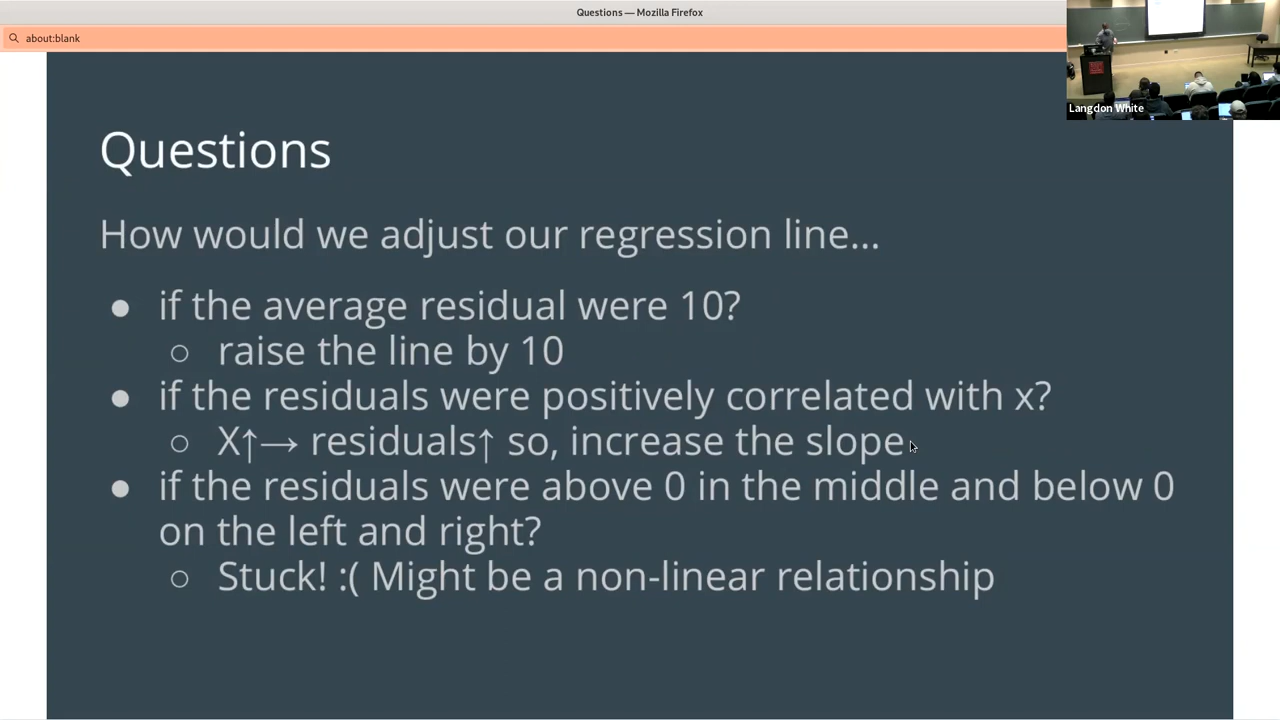 Questions — Mozilla Firefox
about:blank
Langdon White
Questions
How would we adjust our regression line...
● if the average residual were 10?
○ raise the line by 10
● if the residuals were positively correlated with x?
○ X↑→ residuals↑ so, increase the slope
● if the residuals were above 0 in the middle and below 0
on the left and right?
○ Stuck! :( Might be a non-linear relationship